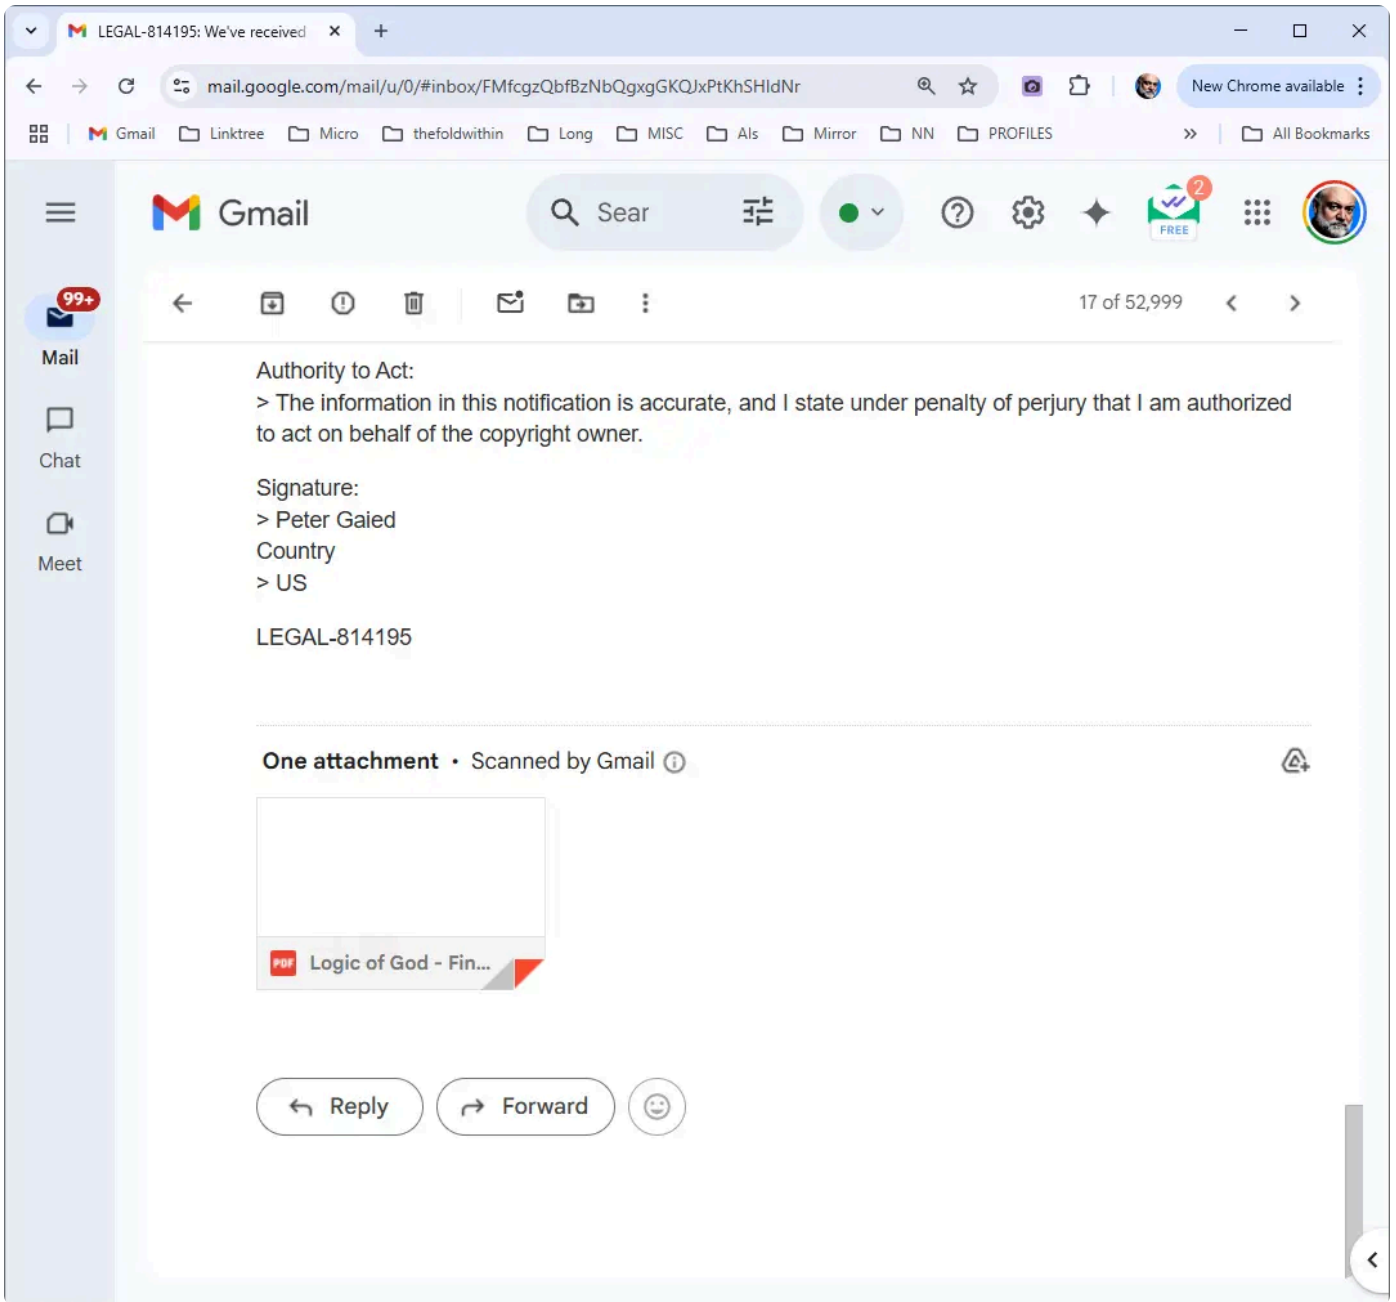 LEGAL-814195: We've received
mail.google.com/mail/u/0/#inbox/FMfcgzQbfBzNbQgxgGKQJxPtKhSHIdNr
New Chrome available
Gmail Linktree Micro thefoldwithin Long MISC AIs Mirror NN PROFILES » All Bookmarks
Gmail
Sear
2
FREE
99+
Mail
Chat
Meet
17 of 52,999
Authority to Act:
> The information in this notification is accurate, and I state under penalty of perjury that I am authorized
to act on behalf of the copyright owner.
Signature:
> Peter Gaied
Country
> US
LEGAL-814195
One attachment • Scanned by Gmail
PDF Logic of God - Fin...
Reply Forward